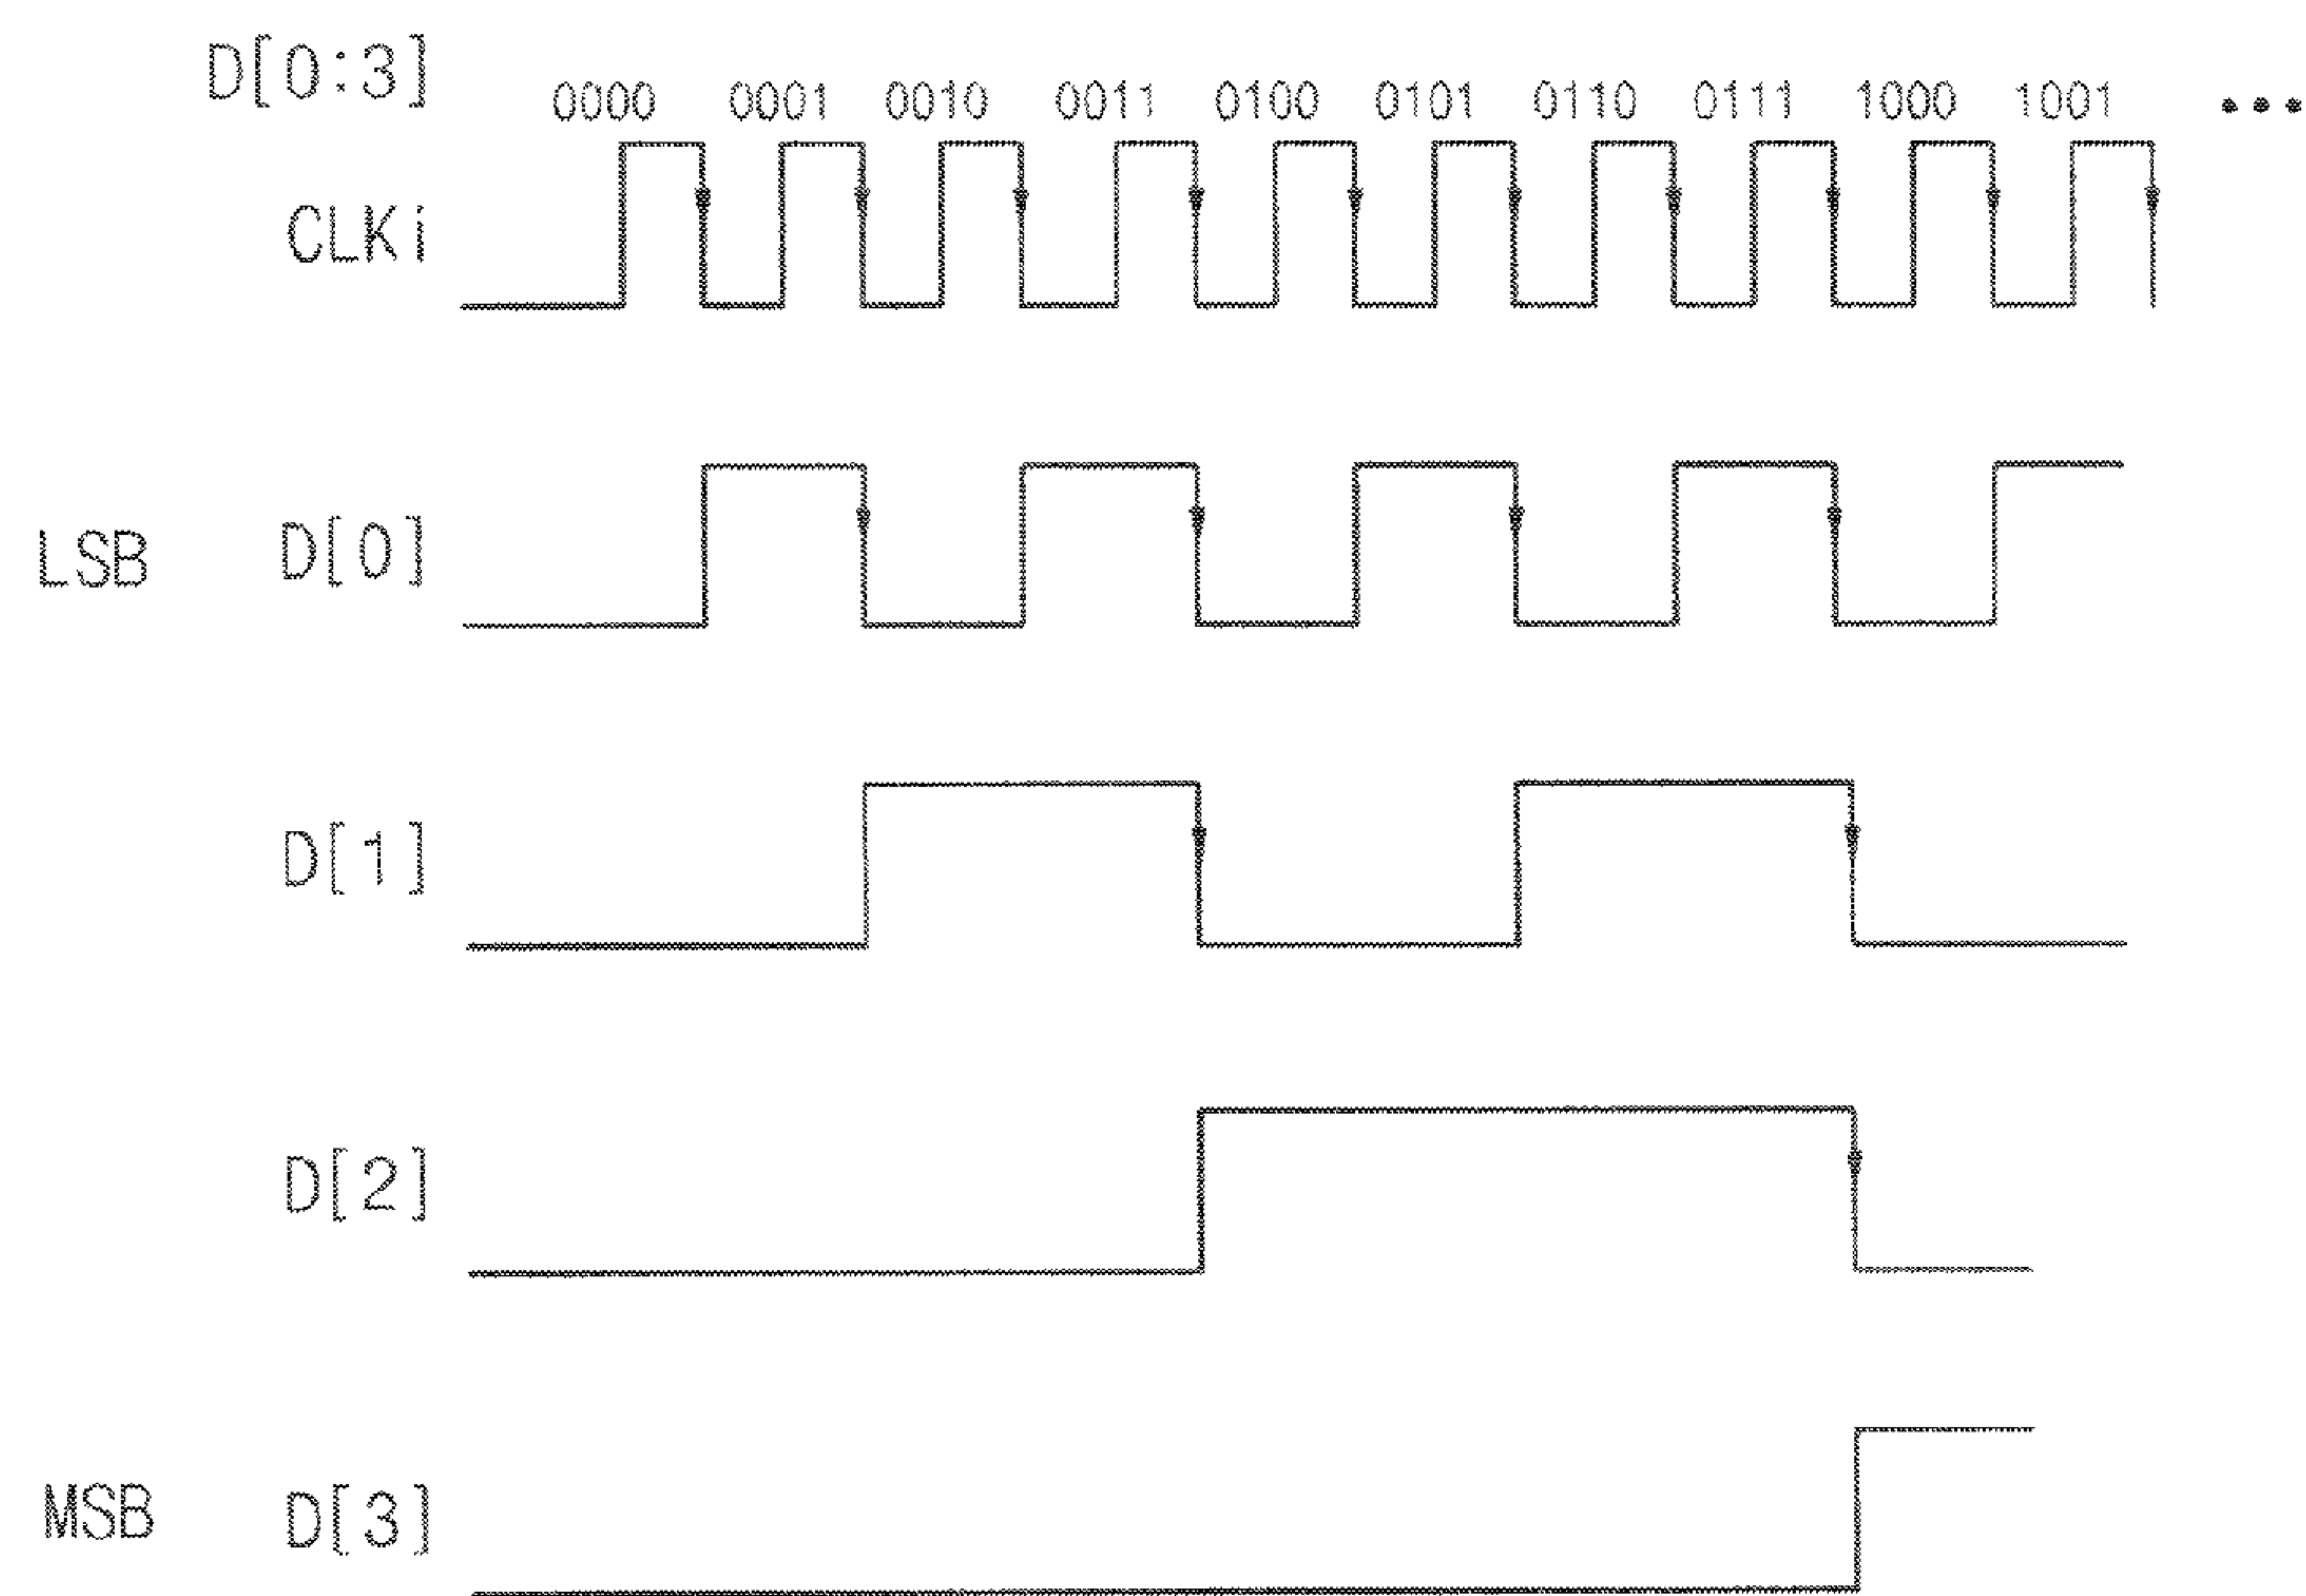 D[0:3] 0000 0001 0010 0011 0100 0101 0110 0111 1000 1001 •••
CLKi
LSB D[0]
D[1]
D[2]
MSB D[3]